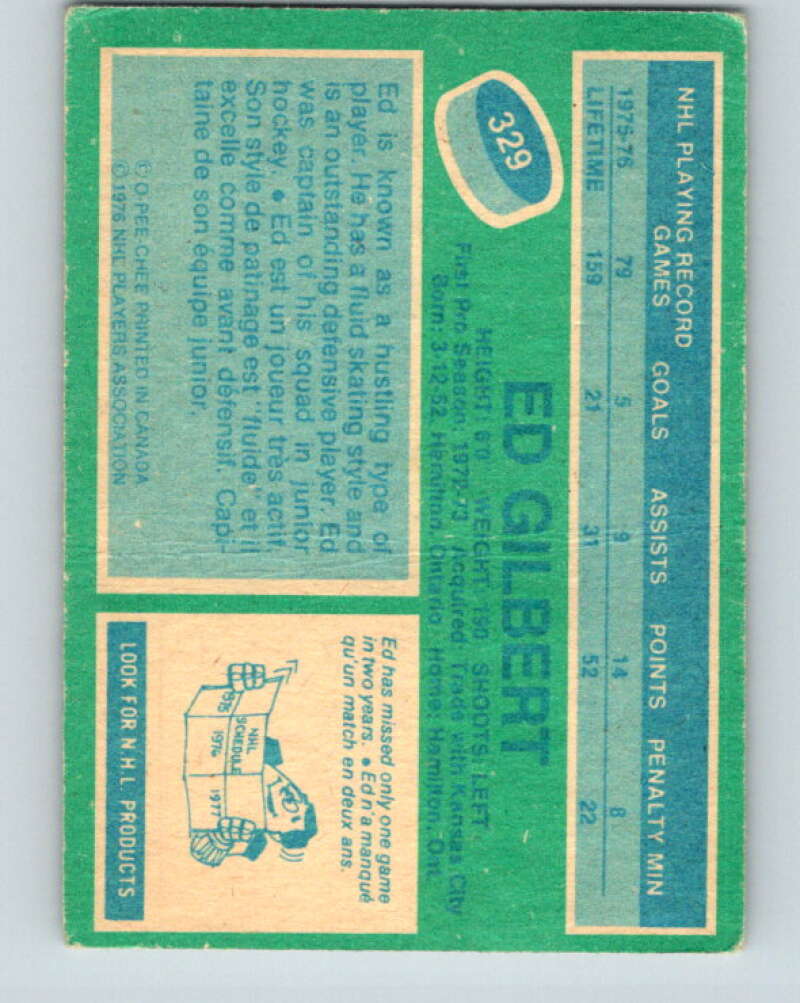 NHL PLAYING RECORD
GAMES GOALS ASSISTS POINTS PENALTY MIN
1975-76 79 5 9 14 8
LIFETIME 159 21 31 52 22
329
ED GILBERT
HEIGHT: 6'0 WEIGHT: 190 SHOOTS: LEFT
First Pro Season: Acquired: Trade with Kansas City
Born: 3-12-52 Hamilton, Ontario Home: Hamilton, Ont.
Ed is known as a hustling type of
player. He has a fluid skating style and
is an outstanding defensive player. Ed
was captain of his squad in junior
hockey. • Ed est un joueur très actif.
Son style de patinage est "fluide" et il
excelle comme avant défensif. Capi-
taine de son équipe junior.
© O-PEE-CHEE PRINTED IN CANADA
© 1976 NHL PLAYERS ASSOCIATION
Ed has missed only one game
in two years. • Ed n'a manqué
qu'un match en deux ans.
NHL
SCHEDULE
1976 1977
1976
LOOK FOR N.H.L. PRODUCTS